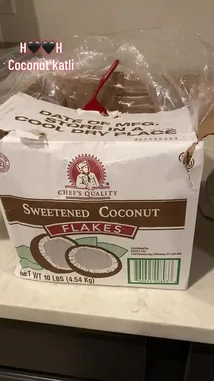 H🖤🖤H
Coconut katli
DATE OF MFG.
STORE IN A
COOL DRY PLACE
CHEF'S QUALITY
SWEETENED COCONUT
FLAKES
NET WT 10 LBS (4.54 Kg)